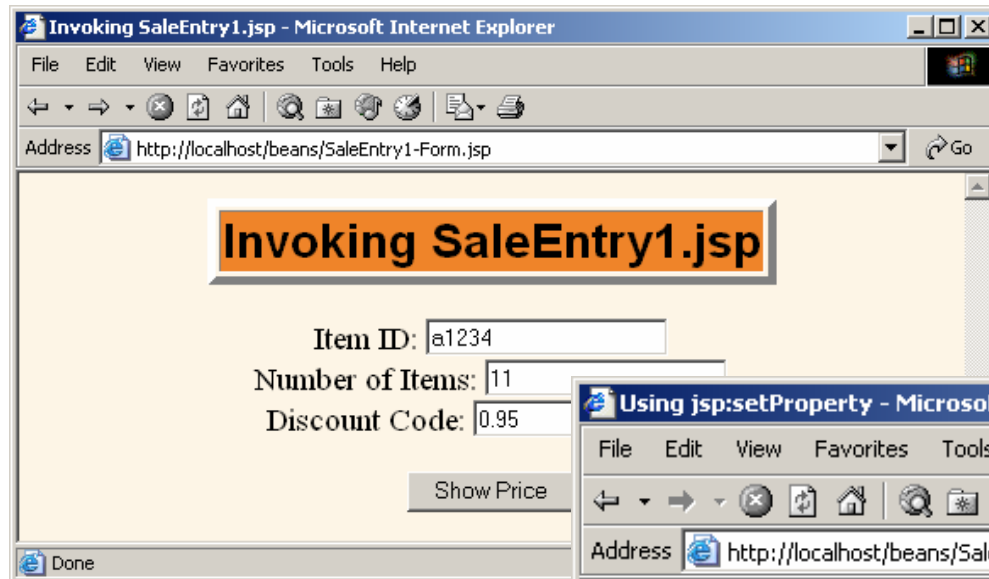 Invoking SaleEntry1.jsp - Microsoft Internet Explorer
File Edit View Favorites Tools Help
Address http://localhost/beans/SaleEntry1-Form.jsp Go
Invoking SaleEntry1.jsp
Item ID: a1234
Number of Items: 11
Discount Code: 0.95
Show Price
Done
Using jsp:setProperty - Microso
File Edit View Favorites Tools
Address http://localhost/beans/Sal